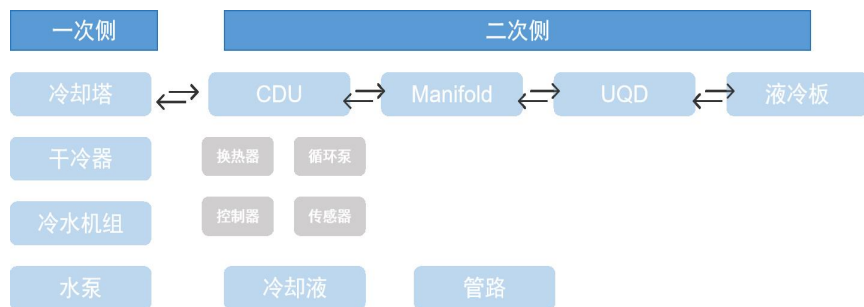 一次侧 二次侧
冷却塔 CDU Manifold UQD 液冷板
干冷器 换热器 循环泵
冷水机组 控制器 传感器
水泵 冷却液 管路